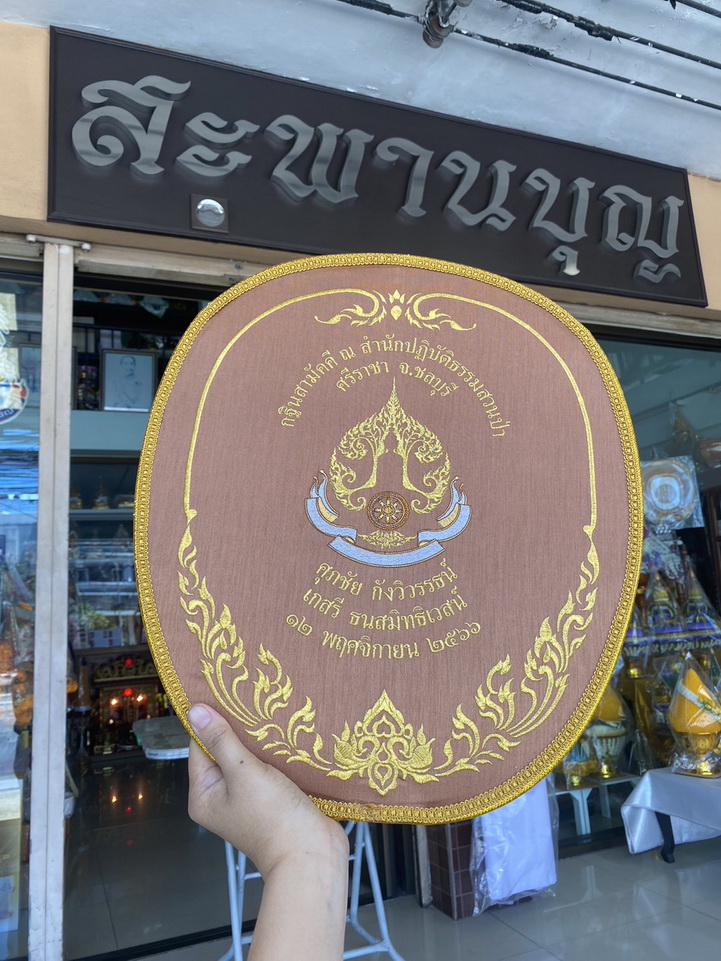 สะพานบุญ
กฐินสามัคคี ณ สำนักปฏิบัติธรรมสวนป่า
ศรีราชา จ.ชลบุรี
ศุภชัย กังวิวรรธน์
เกสรี ธนสมิทธิเวสน์
๑๒ พฤศจิกายน ๒๕๖๖